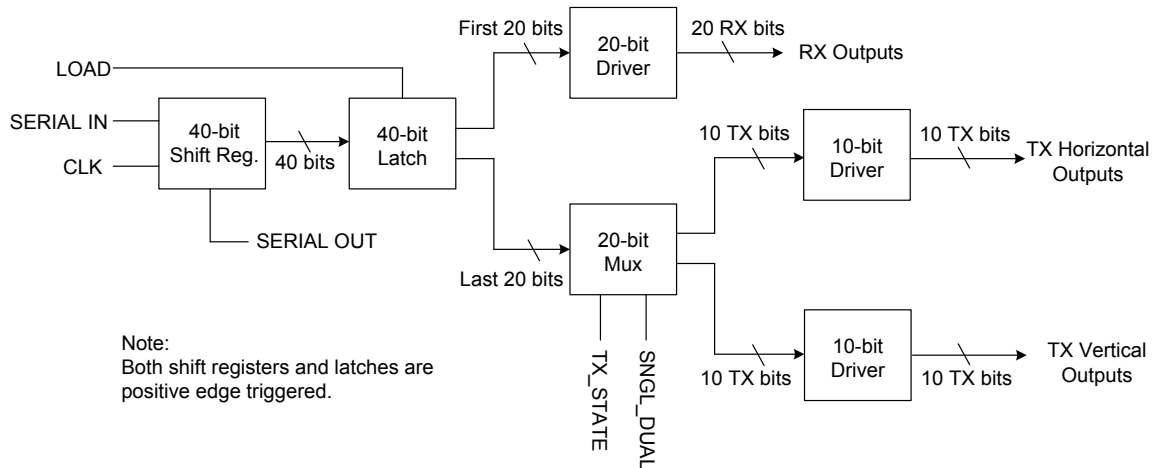 First 20 bits
20-bit
Driver
20 RX bits
RX Outputs
LOAD
SERIAL IN
CLK
40-bit
Shift Reg.
40 bits
40-bit
Latch
SERIAL OUT
Last 20 bits
20-bit
Mux
TX_STATE
SNGL_DUAL
10 TX bits
10-bit
Driver
10 TX bits
TX Horizontal
Outputs
10 TX bits
10-bit
Driver
10 TX bits
TX Vertical
Outputs
Note:
Both shift registers and latches are
positive edge triggered.